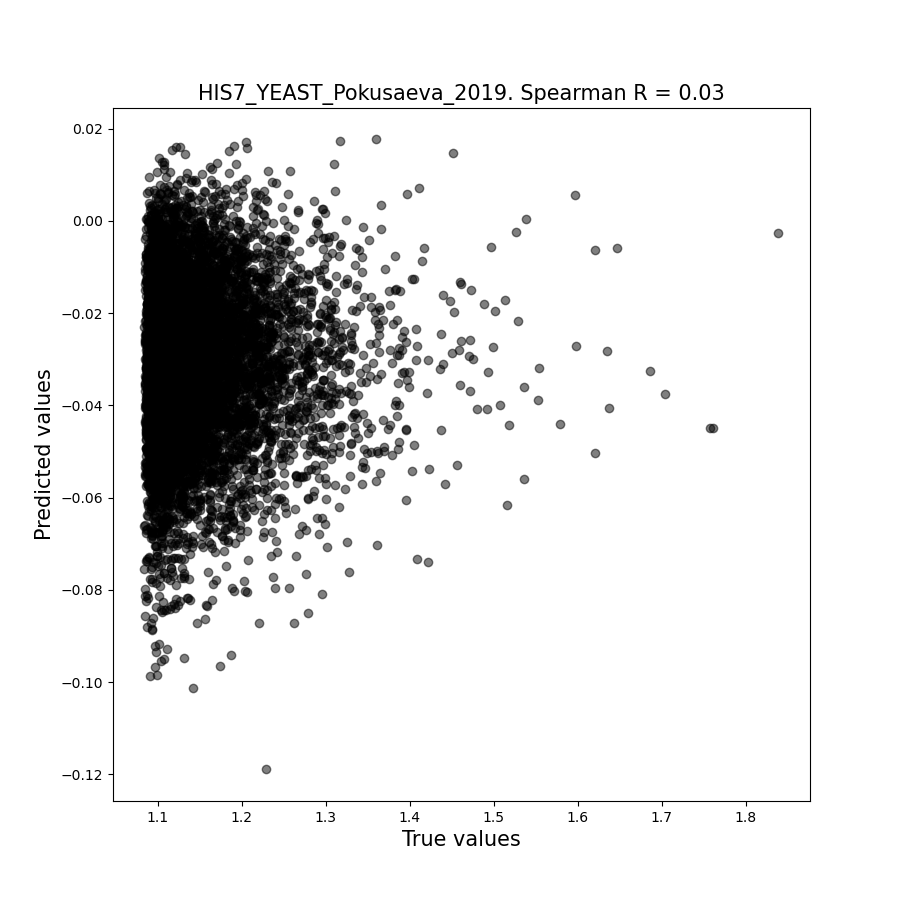 HIS7_YEAST_Pokusaeva_2019. Spearman R = 0.03
0.02
0.00
−0.02
−0.04
−0.06
−0.08
−0.10
−0.12
Predicted values
1.1 1.2 1.3 1.4 1.5 1.6 1.7 1.8
True values